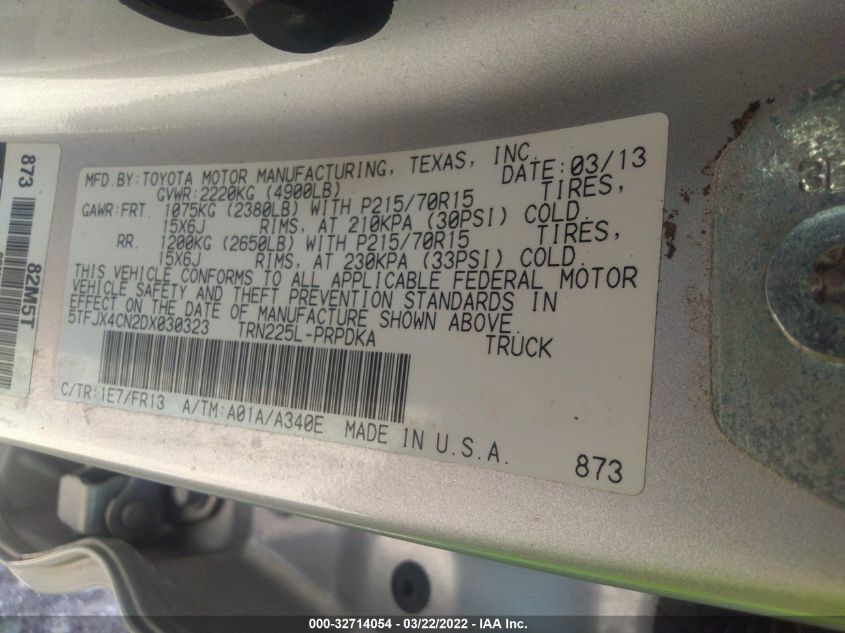 MFD.BY:TOYOTA MOTOR MANUFACTURING, TEXAS, INC.
GVWR:2220KG (4900LB) DATE:03/13
GAWR:FRT. 1075KG (2380LB) WITH P215/70R15 TIRES,
15X6J RIMS, AT 210KPA (30PSI) COLD.
RR. 1200KG (2650LB) WITH P215/70R15 TIRES,
15X6J RIMS, AT 230KPA (33PSI) COLD.
THIS VEHICLE CONFORMS TO ALL APPLICABLE FEDERAL MOTOR
VEHICLE SAFETY AND THEFT PREVENTION STANDARDS IN
EFFECT ON THE DATE OF MANUFACTURE SHOWN ABOVE.
5TFJX4CN2DX030323 TRN225L-PRPDKA TRUCK
C/TR:1E7/FR13 A/TM:A01A/A340E MADE IN U.S.A.
873
873
82M5T
000-32714054 - 03/22/2022 - IAA Inc.